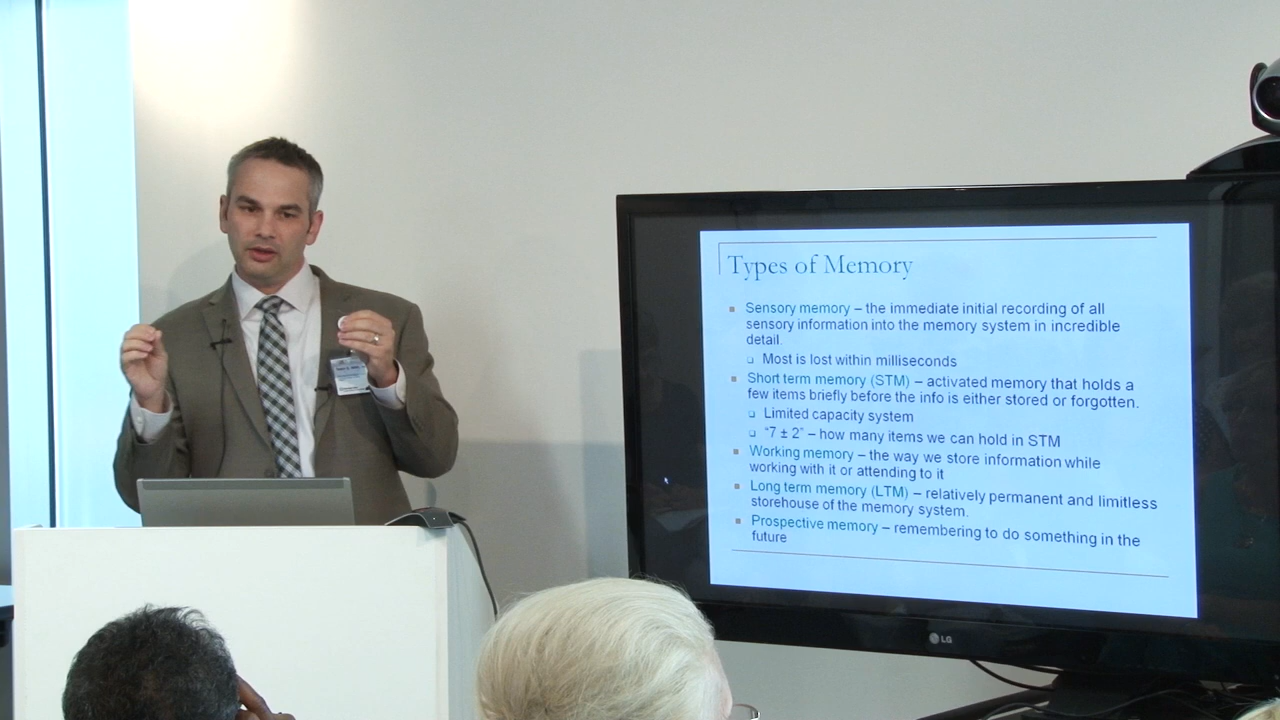 Types of Memory
Sensory memory – the immediate initial recording of all
sensory information into the memory system in incredible
detail.
Most is lost within milliseconds
Short term memory (STM) – activated memory that holds a
few items briefly before the info is either stored or forgotten.
Limited capacity system
"7 ± 2" – how many items we can hold in STM
Working memory – the way we store information while
working with it or attending to it
Long term memory (LTM) – relatively permanent and limitless
storehouse of the memory system.
Prospective memory – remembering to do something in the
future
LG